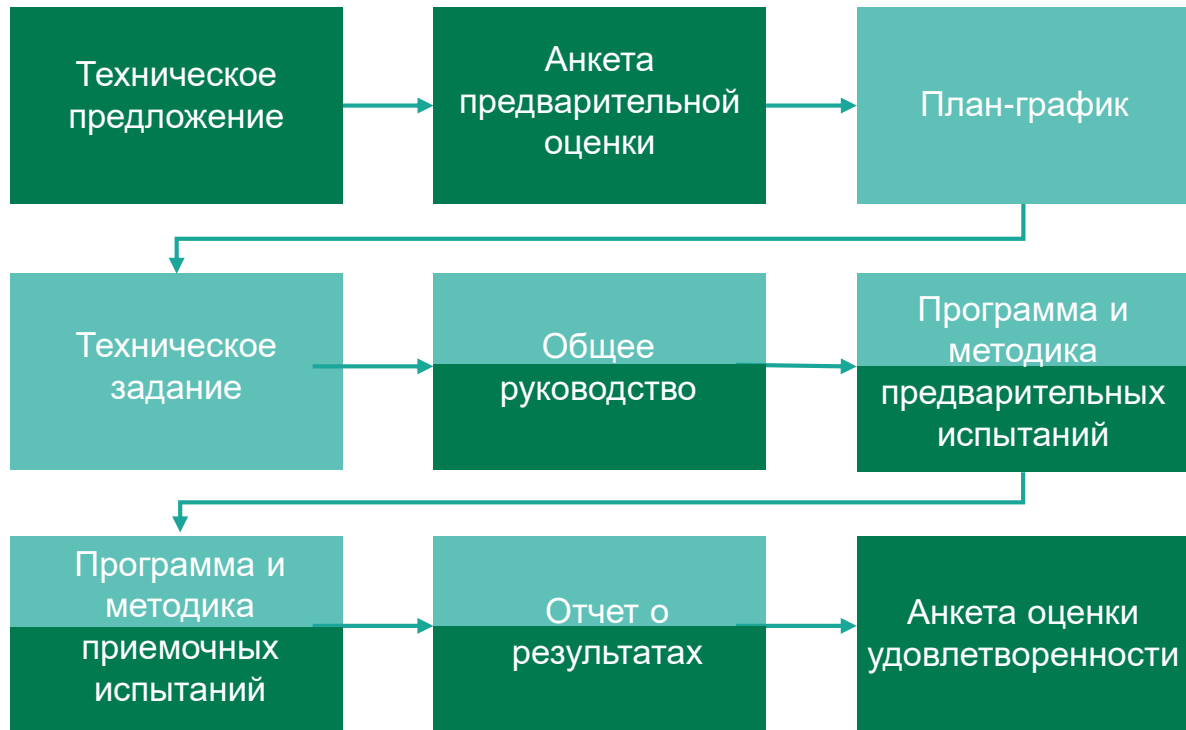 Техническое
предложение
Анкета
предварительной
оценки
План-график
Техническое
задание
Общее
руководство
Программа и
методика
предварительных
испытаний
Программа и
методика
приемочных
испытаний
Отчет о
результатах
Анкета оценки
удовлетворенности